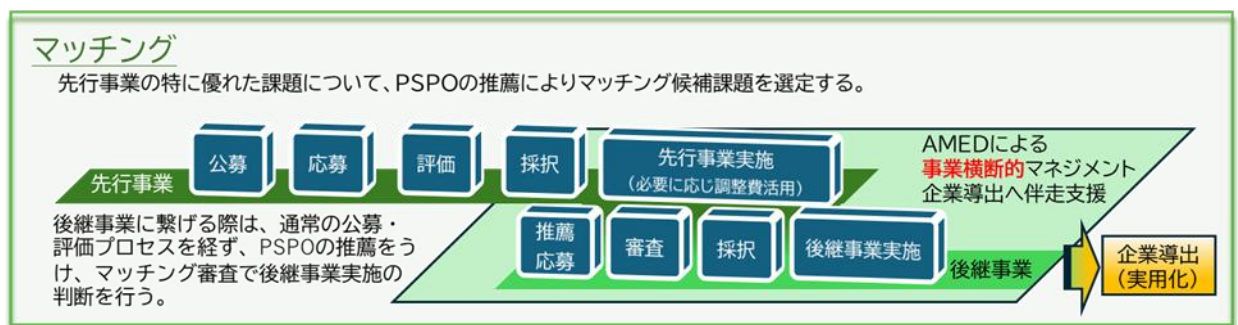 マッチング
先行事業の特に優れた課題について、PSPOの推薦によりマッチング候補課題を選定する。
先行事業
公募
応募
評価
採択
先行事業実施
(必要に応じ調整費活用)
AMEDによる
事業横断的マネジメント
企業導出へ伴走支援
後継事業に繋げる際は、通常の公募・
評価プロセスを経ず、PSPOの推薦をう
け、マッチング審査で後継事業実施の
判断を行う。
推薦
応募
審査
採択
後継事業実施
後継事業
企業導出
(実用化)